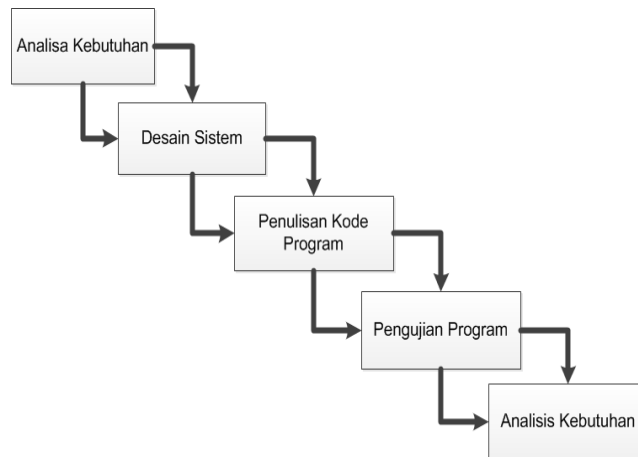 Analisa Kebutuhan
Desain Sistem
Penulisan Kode
Program
Pengujian Program
Analisis Kebutuhan